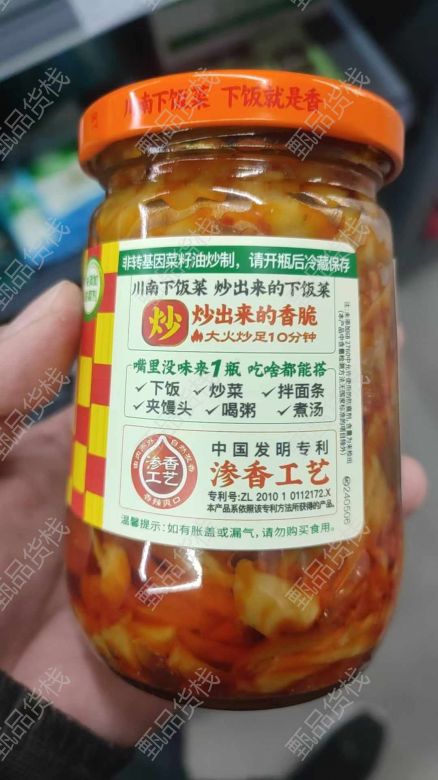 川南下饭菜 下饭就是香
非转基因菜籽油炒制,请开瓶后冷藏保存
川南下饭菜 炒出来的下饭菜
炒 炒出来的香脆
大火炒足10分钟
嘴里没味来1瓶 吃啥都能搭
✓下饭 ✓炒菜 ✓拌面条
✓夹馒头 ✓喝粥 ✓煮汤
中国发明专利
渗香工艺
渗香
工艺
香辣爽口
专利号:ZL 2010 1 0112172.X
本产品系依照该专利方法所获得的产品。
温馨提示:如有胀盖或漏气,请勿购买食用。
240506
甄品货栈